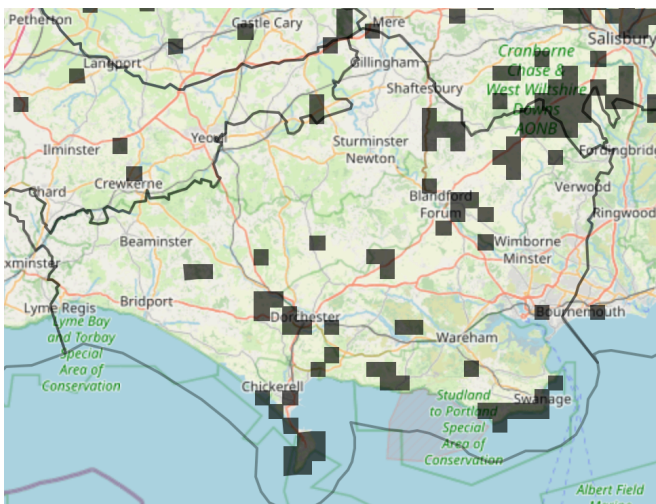 Petherton
Castle Cary
Mere
Salisbury
Langport
Gillingham
Cranborne
Chase &
West Wiltshire
Downs
AONB
Shaftesbury
Yeovil
Sturminster
Newton
Ilminster
Fordingbrid
Crewkerne
Chard
Verwood
Blandford
Forum
Ringwood
Beaminster
Wimborne
Minster
xminster
Lyme Regis
Bridport
Dorchester
Bournemouth
Lyme Bay
and Torbay
Special
Area of
Conservation
Wareham
Chickerell
Studland
to Portland
Special
Area of
Conservation
Swanage
Albert Field